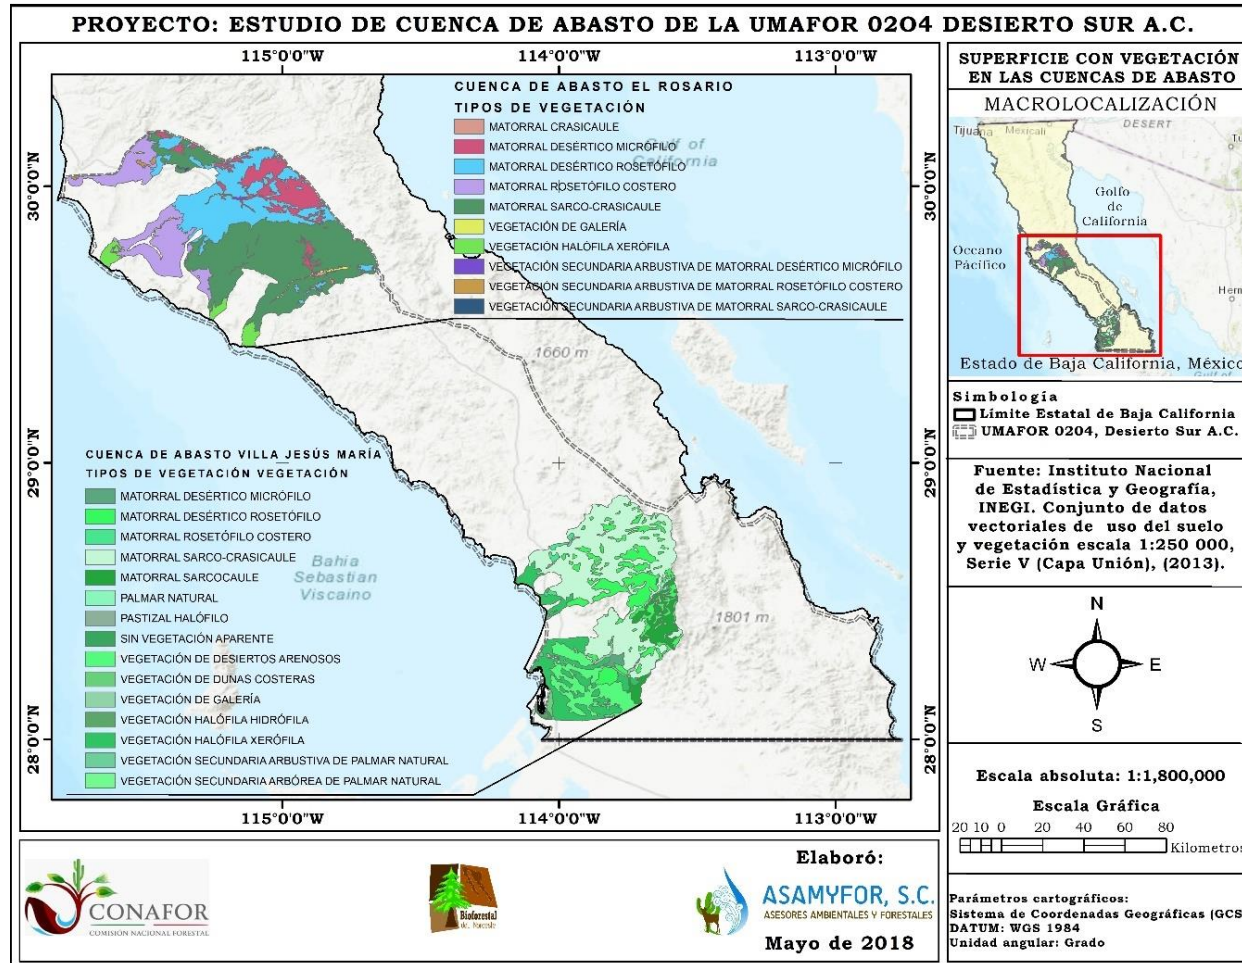 PROYECTO: ESTUDIO DE CUENCA DE ABASTO DE LA UMAFOR 02O4 DESIERTO SUR A.C.
115°0'0"W
114°0'0"W
113°0'0"W
30°0'0"N
29°0'0"N
28°0'0"N
CUENCA DE ABASTO EL ROSARIO
TIPOS DE VEGETACIÓN
MATORRAL CRASICAULE
MATORRAL DESÉRTICO MICRÓFILO
MATORRAL DESÉRTICO ROSETÓFILO
MATORRAL ROSETÓFILO COSTERO
MATORRAL SARCO-CRASICAULE
VEGETACIÓN DE GALERÍA
VEGETACIÓN HALÓFILA XERÓFILA
VEGETACIÓN SECUNDARIA ARBUSTIVA DE MATORRAL DESÉRTICO MICRÓFILO
VEGETACIÓN SECUNDARIA ARBUSTIVA DE MATORRAL ROSETÓFILO COSTERO
VEGETACIÓN SECUNDARIA ARBUSTIVA DE MATORRAL SARCO-CRASICAULE
Gulf of
California
1660 m
CUENCA DE ABASTO VILLA JESÚS MARÍA
TIPOS DE VEGETACIÓN VEGETACIÓN
MATORRAL DESÉRTICO MICRÓFILO
MATORRAL DESÉRTICO ROSETÓFILO
MATORRAL ROSETÓFILO COSTERO
MATORRAL SARCO-CRASICAULE
MATORRAL SARCOCAULE
PALMAR NATURAL
PASTIZAL HALÓFILO
SIN VEGETACIÓN APARENTE
VEGETACIÓN DE DESIERTOS ARENOSOS
VEGETACIÓN DE DUNAS COSTERAS
VEGETACIÓN DE GALERÍA
VEGETACIÓN HALÓFILA HIDRÓFILA
VEGETACIÓN HALÓFILA XERÓFILA
VEGETACIÓN SECUNDARIA ARBUSTIVA DE PALMAR NATURAL
VEGETACIÓN SECUNDARIA ARBÓREA DE PALMAR NATURAL
Bahia
Sebastian
Viscaino
1801 m
30°0'0"N
29°0'0"N
28°0'0"N
115°0'0"W
114°0'0"W
113°0'0"W
SUPERFICIE CON VEGETACIÓN
EN LAS CUENCAS DE ABASTO
MACROLOCALIZACIÓN
Tijuana
Mexicali
DESERT
Golfo
de
California
Oceano
Pácifico
Herm
Estado de Baja California, México
Gulf of
Simbología
Límite Estatal de Baja California
UMAFOR 0204, Desierto Sur A.C.
Fuente: Instituto Nacional
de Estadística y Geografía,
INEGI. Conjunto de datos
vectoriales de uso del suelo
y vegetación escala 1:250 000,
Serie V (Capa Unión), (2013).
N
W
E
S
Escala absoluta: 1:1,800,000
Escala Gráfica
20 10 0 20 40 60 80
Kilometros
Parámetros cartográficos:
Sistema de Coordenadas Geográficas (GCS
DATUM: WGS 1984
Unidad angular: Grado
CONAFOR
COMISIÓN NACIONAL FORESTAL
Bioforestal
Elaboró:
ASAMYFOR, S.C.
ASESORES AMBIENTALES Y FORESTALES
Mayo de 2018